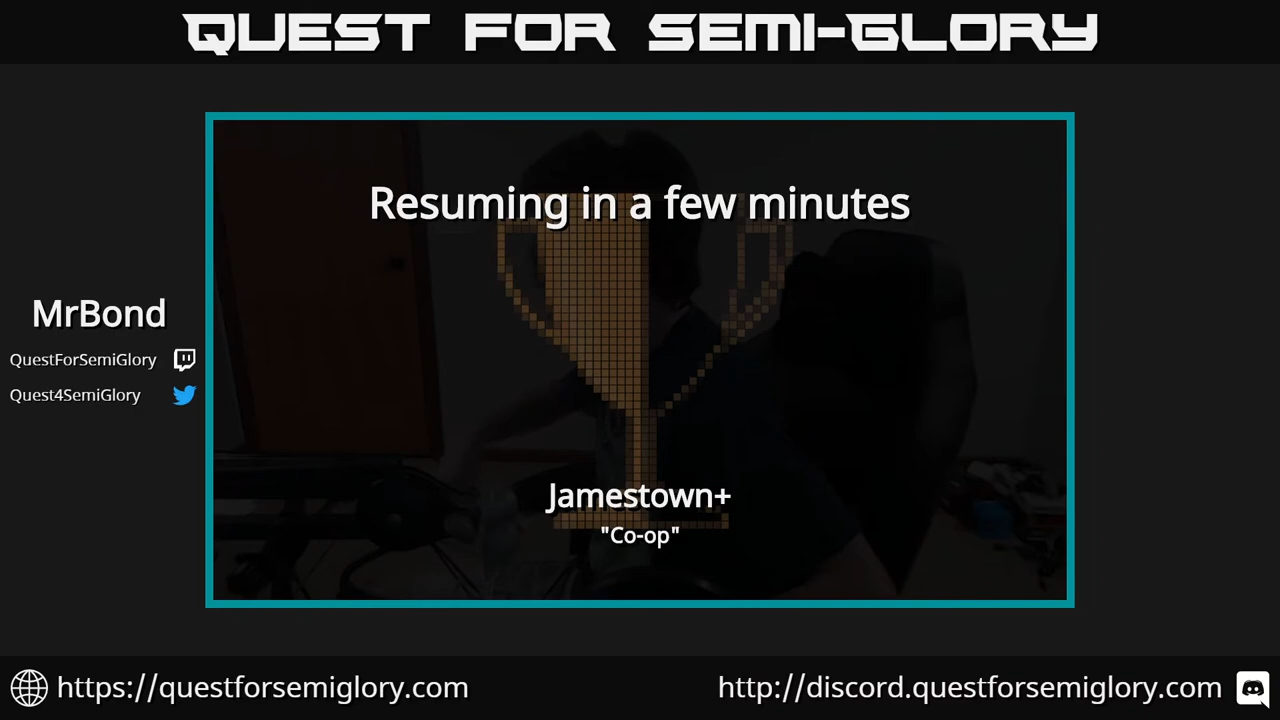 QUEST FOR SEMI-GLORY
Resuming in a few minutes
MrBond
QuestForSemiGlory
Quest4SemiGlory
Jamestown+
"Co-op"
https://questforsemiglory.com
http://discord.questforsemiglory.com